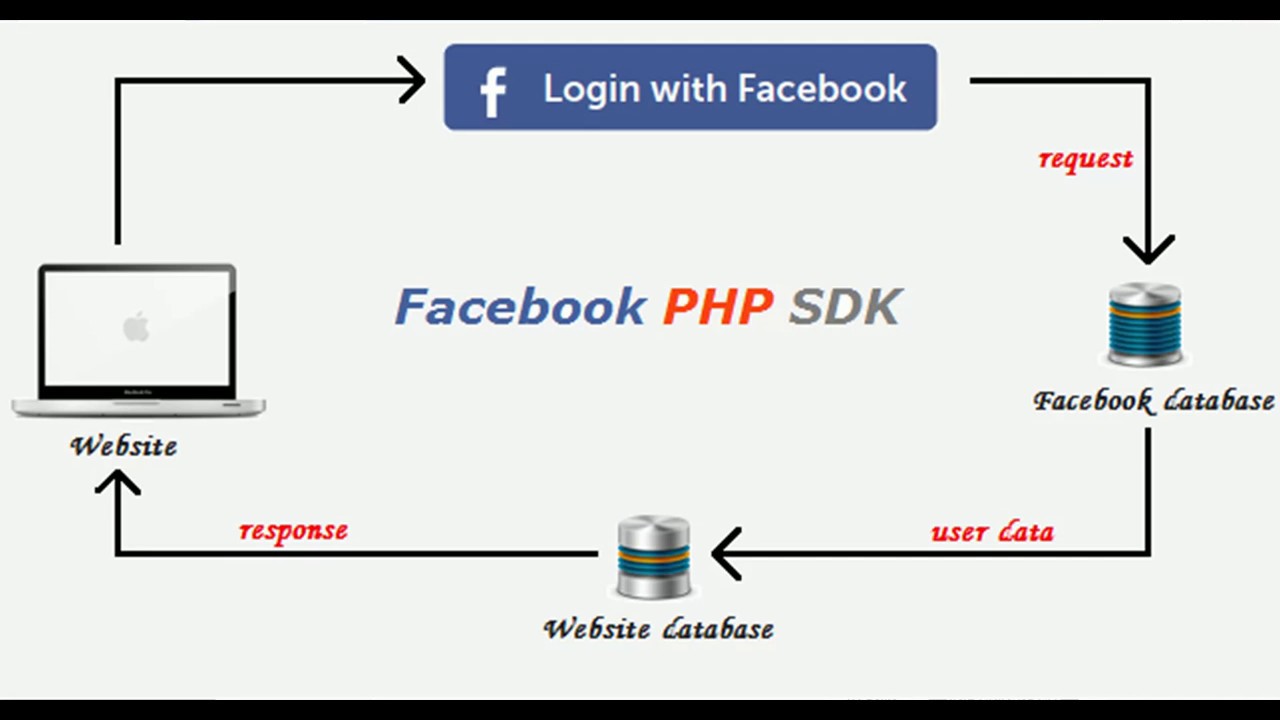 f Login with Facebook
request
Facebook PHP SDK
Facebook database
Website
response
user data
Website database